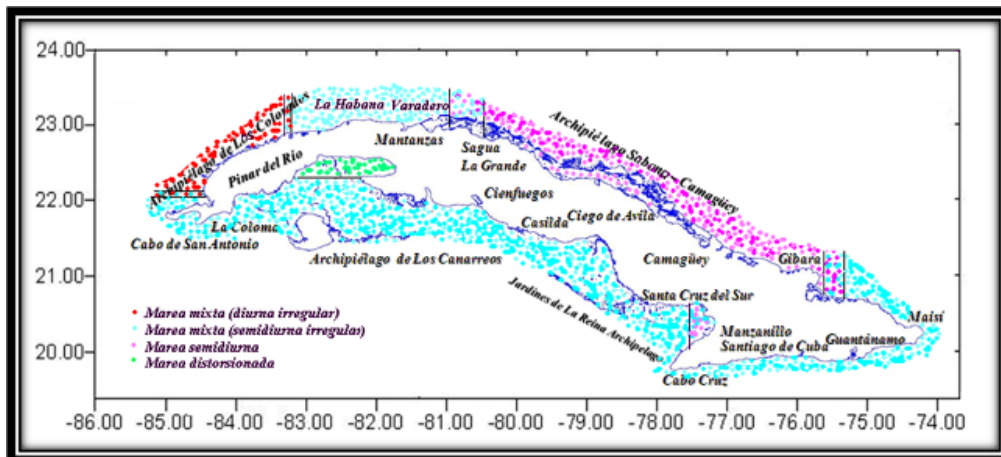 24.00
23.00
22.00
21.00
20.00
Archipiélago de Los Colorados
La Habana Varadero
Archipiélago Sabana - Camagüey
Mantanzas
Sagua
La Grande
Pinar del Río
Cienfuegos
La Coloma
Casilda
Ciego de Avila
Cabo de San Antonio
Archipiélago de Los Canarreos
Camagüey
Gibara
Jardines de La Reina Archipelago
Santa Cruz del Sur
Maisí
Manzanillo
Santiago de Cuba
Guantánamo
Cabo Cruz
Marea mixta (diurna irregular)
Marea mixta (semidiurna irregular)
Marea semidiurna
Marea distorsionada
-86.00 -85.00 -84.00 -83.00 -82.00 -81.00 -80.00 -79.00 -78.00 -77.00 -76.00 -75.00 -74.00